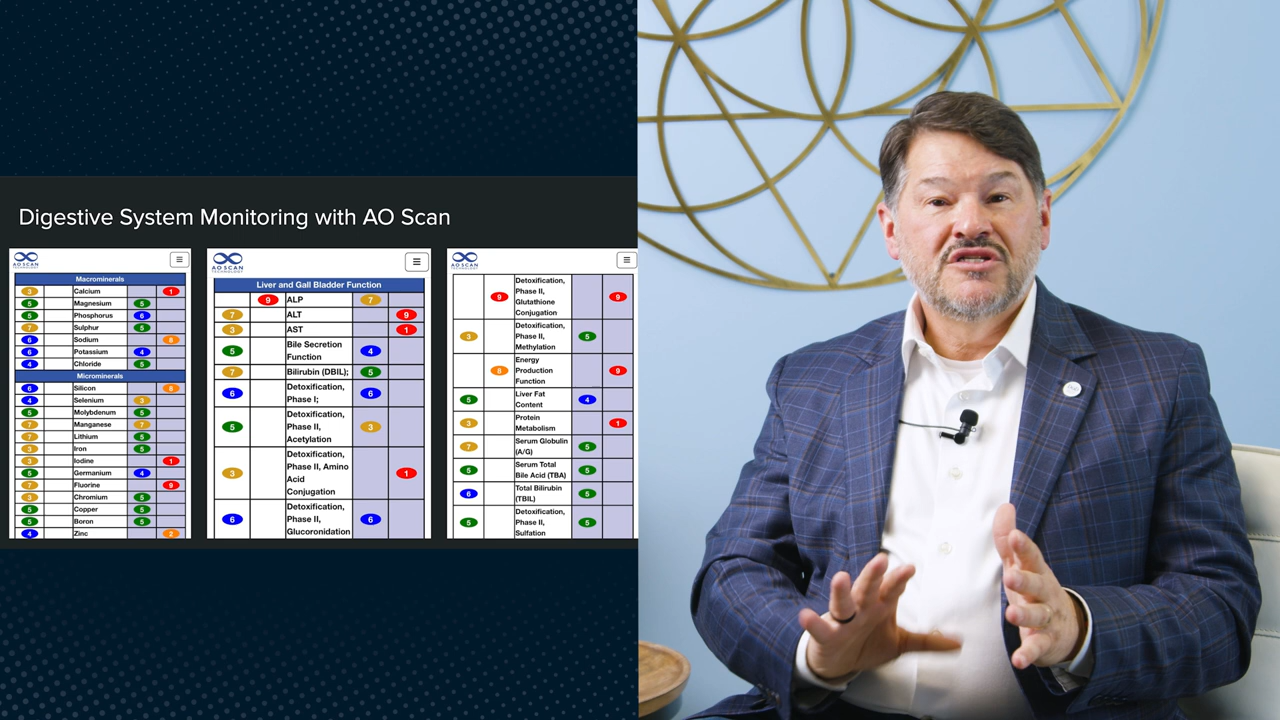 Digestive System Monitoring with AO Scan
AO SCAN
TECHNOLOGY
Macrominerals
3 Calcium 1
5 Magnesium 5
5 Phosphorus 6
7 Sulphur 5
6 Sodium 8
6 Potassium 4
4 Chloride 5
Microminerals
6 Silicon 8
4 Selenium 3
5 Molybdenum 5
7 Manganese 7
7 Lithium 5
3 Iron 5
3 Iodine 1
5 Germanium 4
7 Fluorine 9
3 Chromium 5
5 Copper 5
5 Boron 5
4 Zinc 2
AO SCAN
TECHNOLOGY
Liver and Gall Bladder Function
9 ALP 7
7 ALT 9
3 AST 1
5 Bile Secretion 4
Function
7 Bilirubin (DBIL); 5
6 Detoxification, 6
Phase I;
5 Detoxification, 3
Phase II,
Acetylation
3 Detoxification, 1
Phase II, Amino
Acid
Conjugation
6 Detoxification, 6
Phase II,
Glucoronidation
AO SCAN
TECHNOLOGY
9 Detoxification, 9
Phase II,
Glutathione
Conjugation
3 Detoxification, 5
Phase II,
Methylation
8 Energy 9
Production
Function
5 Liver Fat 4
Content
3 Protein 1
Metabolism
7 Serum Globulin 5
(A/G)
5 Serum Total 5
Bile Acid (TBA)
6 Total Bilirubin 5
(TBIL)
5 Detoxification, 5
Phase II,
Sulfation